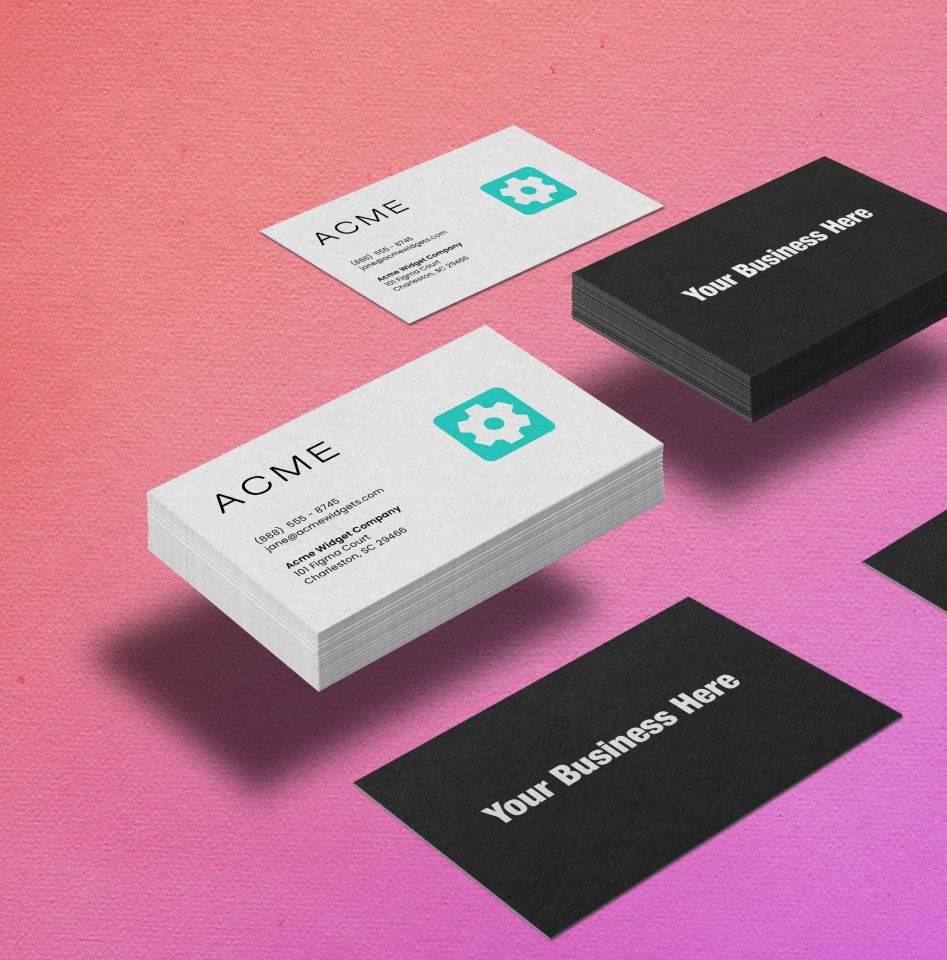 ACME
(888) 555 - 8745
jane@acmewidgets.com
Acme Widget Company
101 Figma Court
Charleston, SC 29466
Your Business Here
ACME
(888) 555 - 8745
jane@acmewidgets.com
Acme Widget Company
101 Figma Court
Charleston, SC 29466
Your Business Here